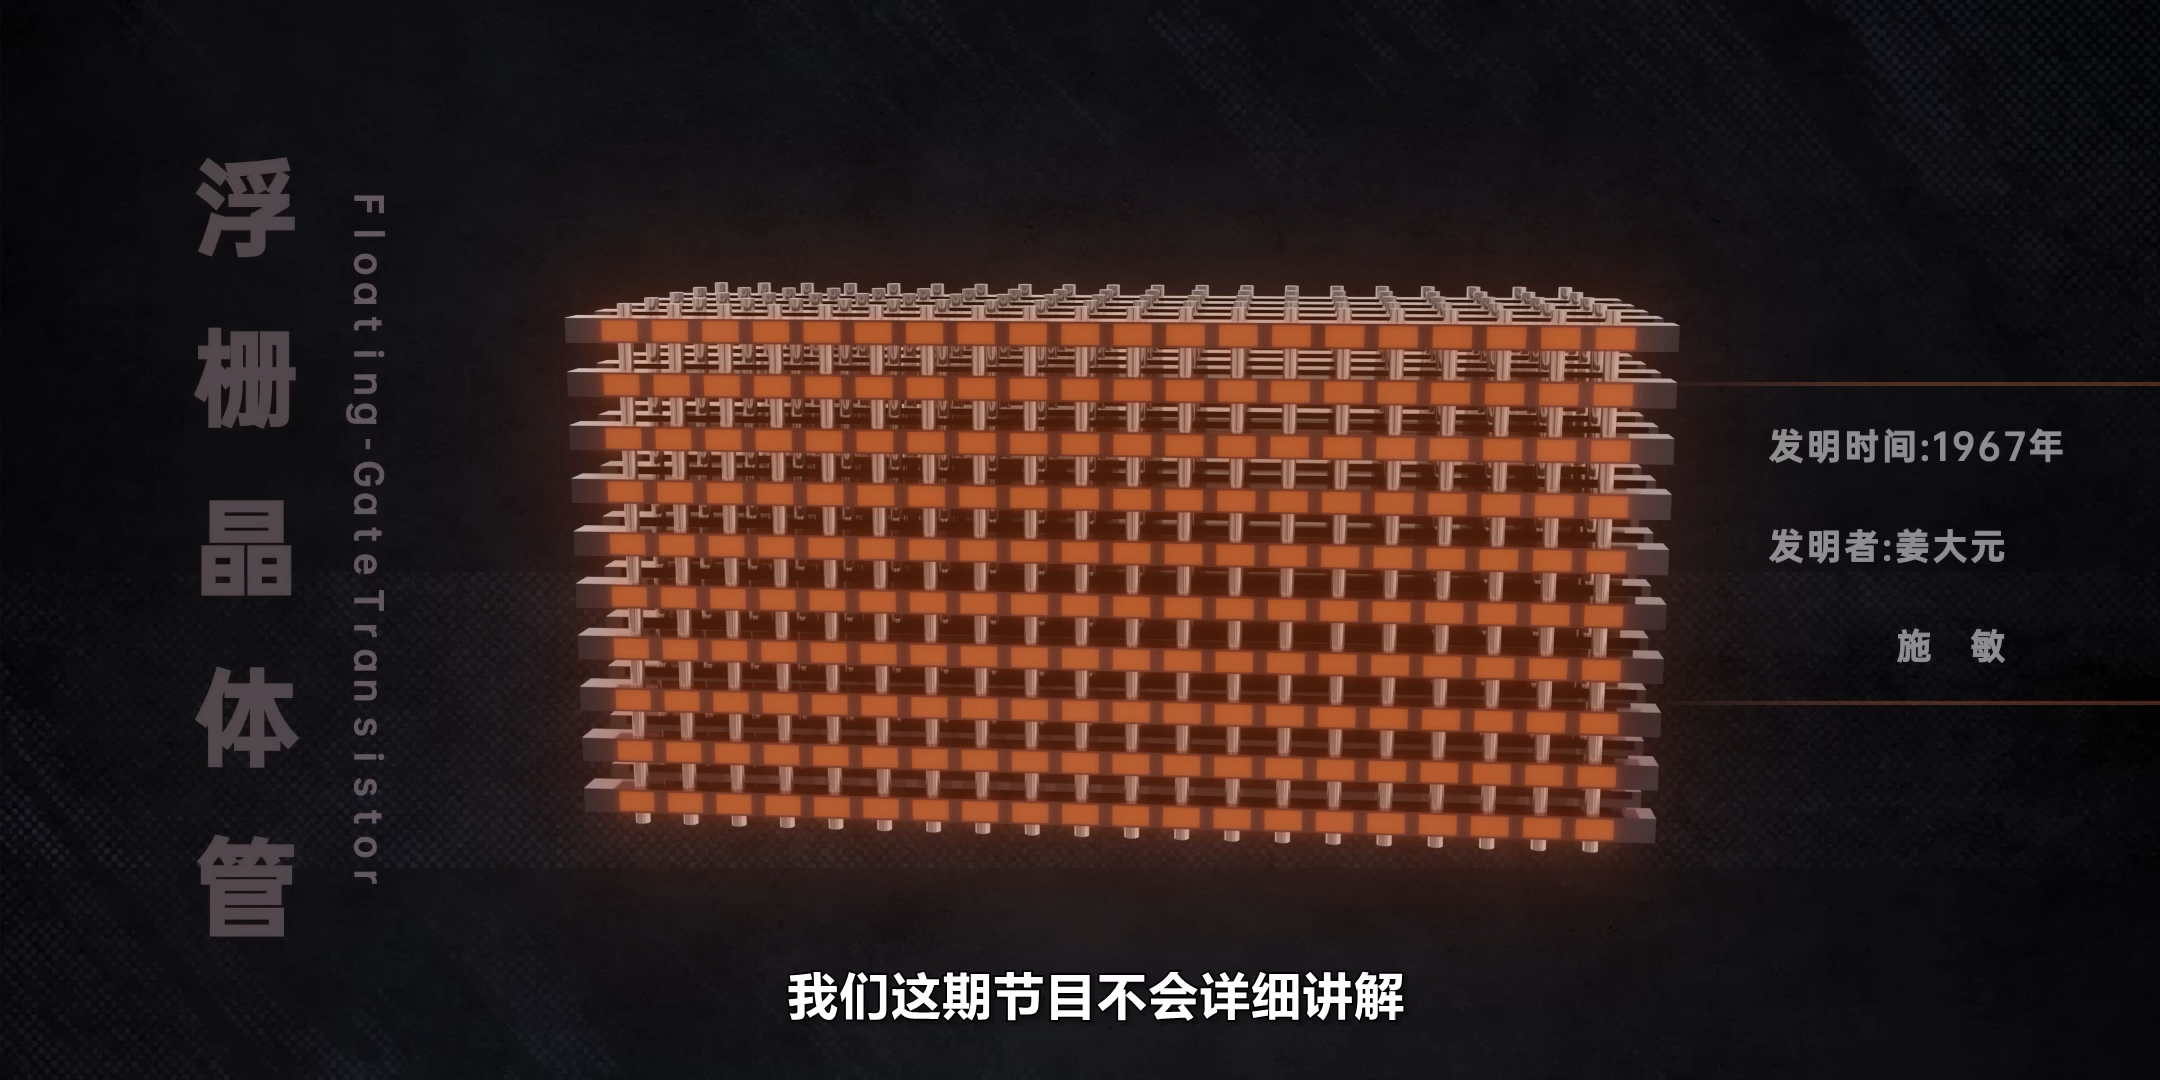 浮栅晶体管
Floating-GateTransistor
发明时间:1967年
发明者:姜大元
施 敏
我们这期节目不会详细讲解